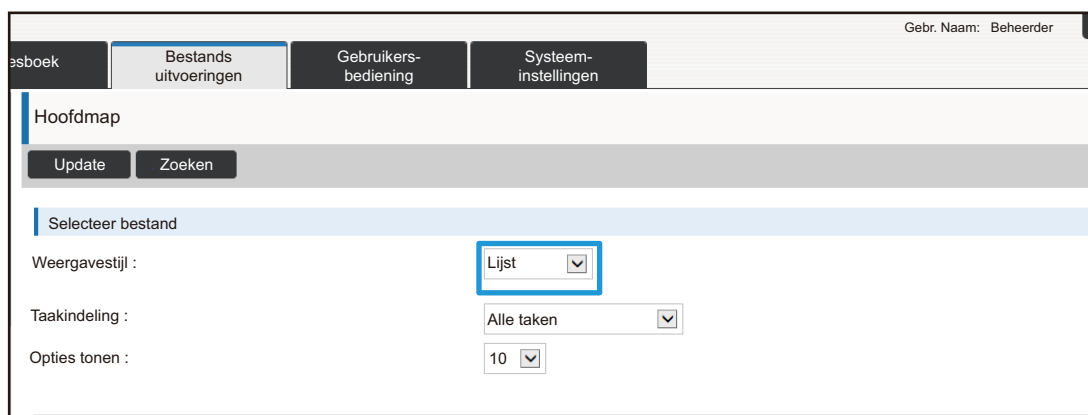 Gebr. Naam: Beheerder
esboek
Bestands
uitvoeringen
Gebruikers-
bediening
Systeem-
instellingen
Hoofdmap
Update Zoeken
Selecteer bestand
Weergavestijl : Lijst
Taakindeling : Alle taken
Opties tonen : 10